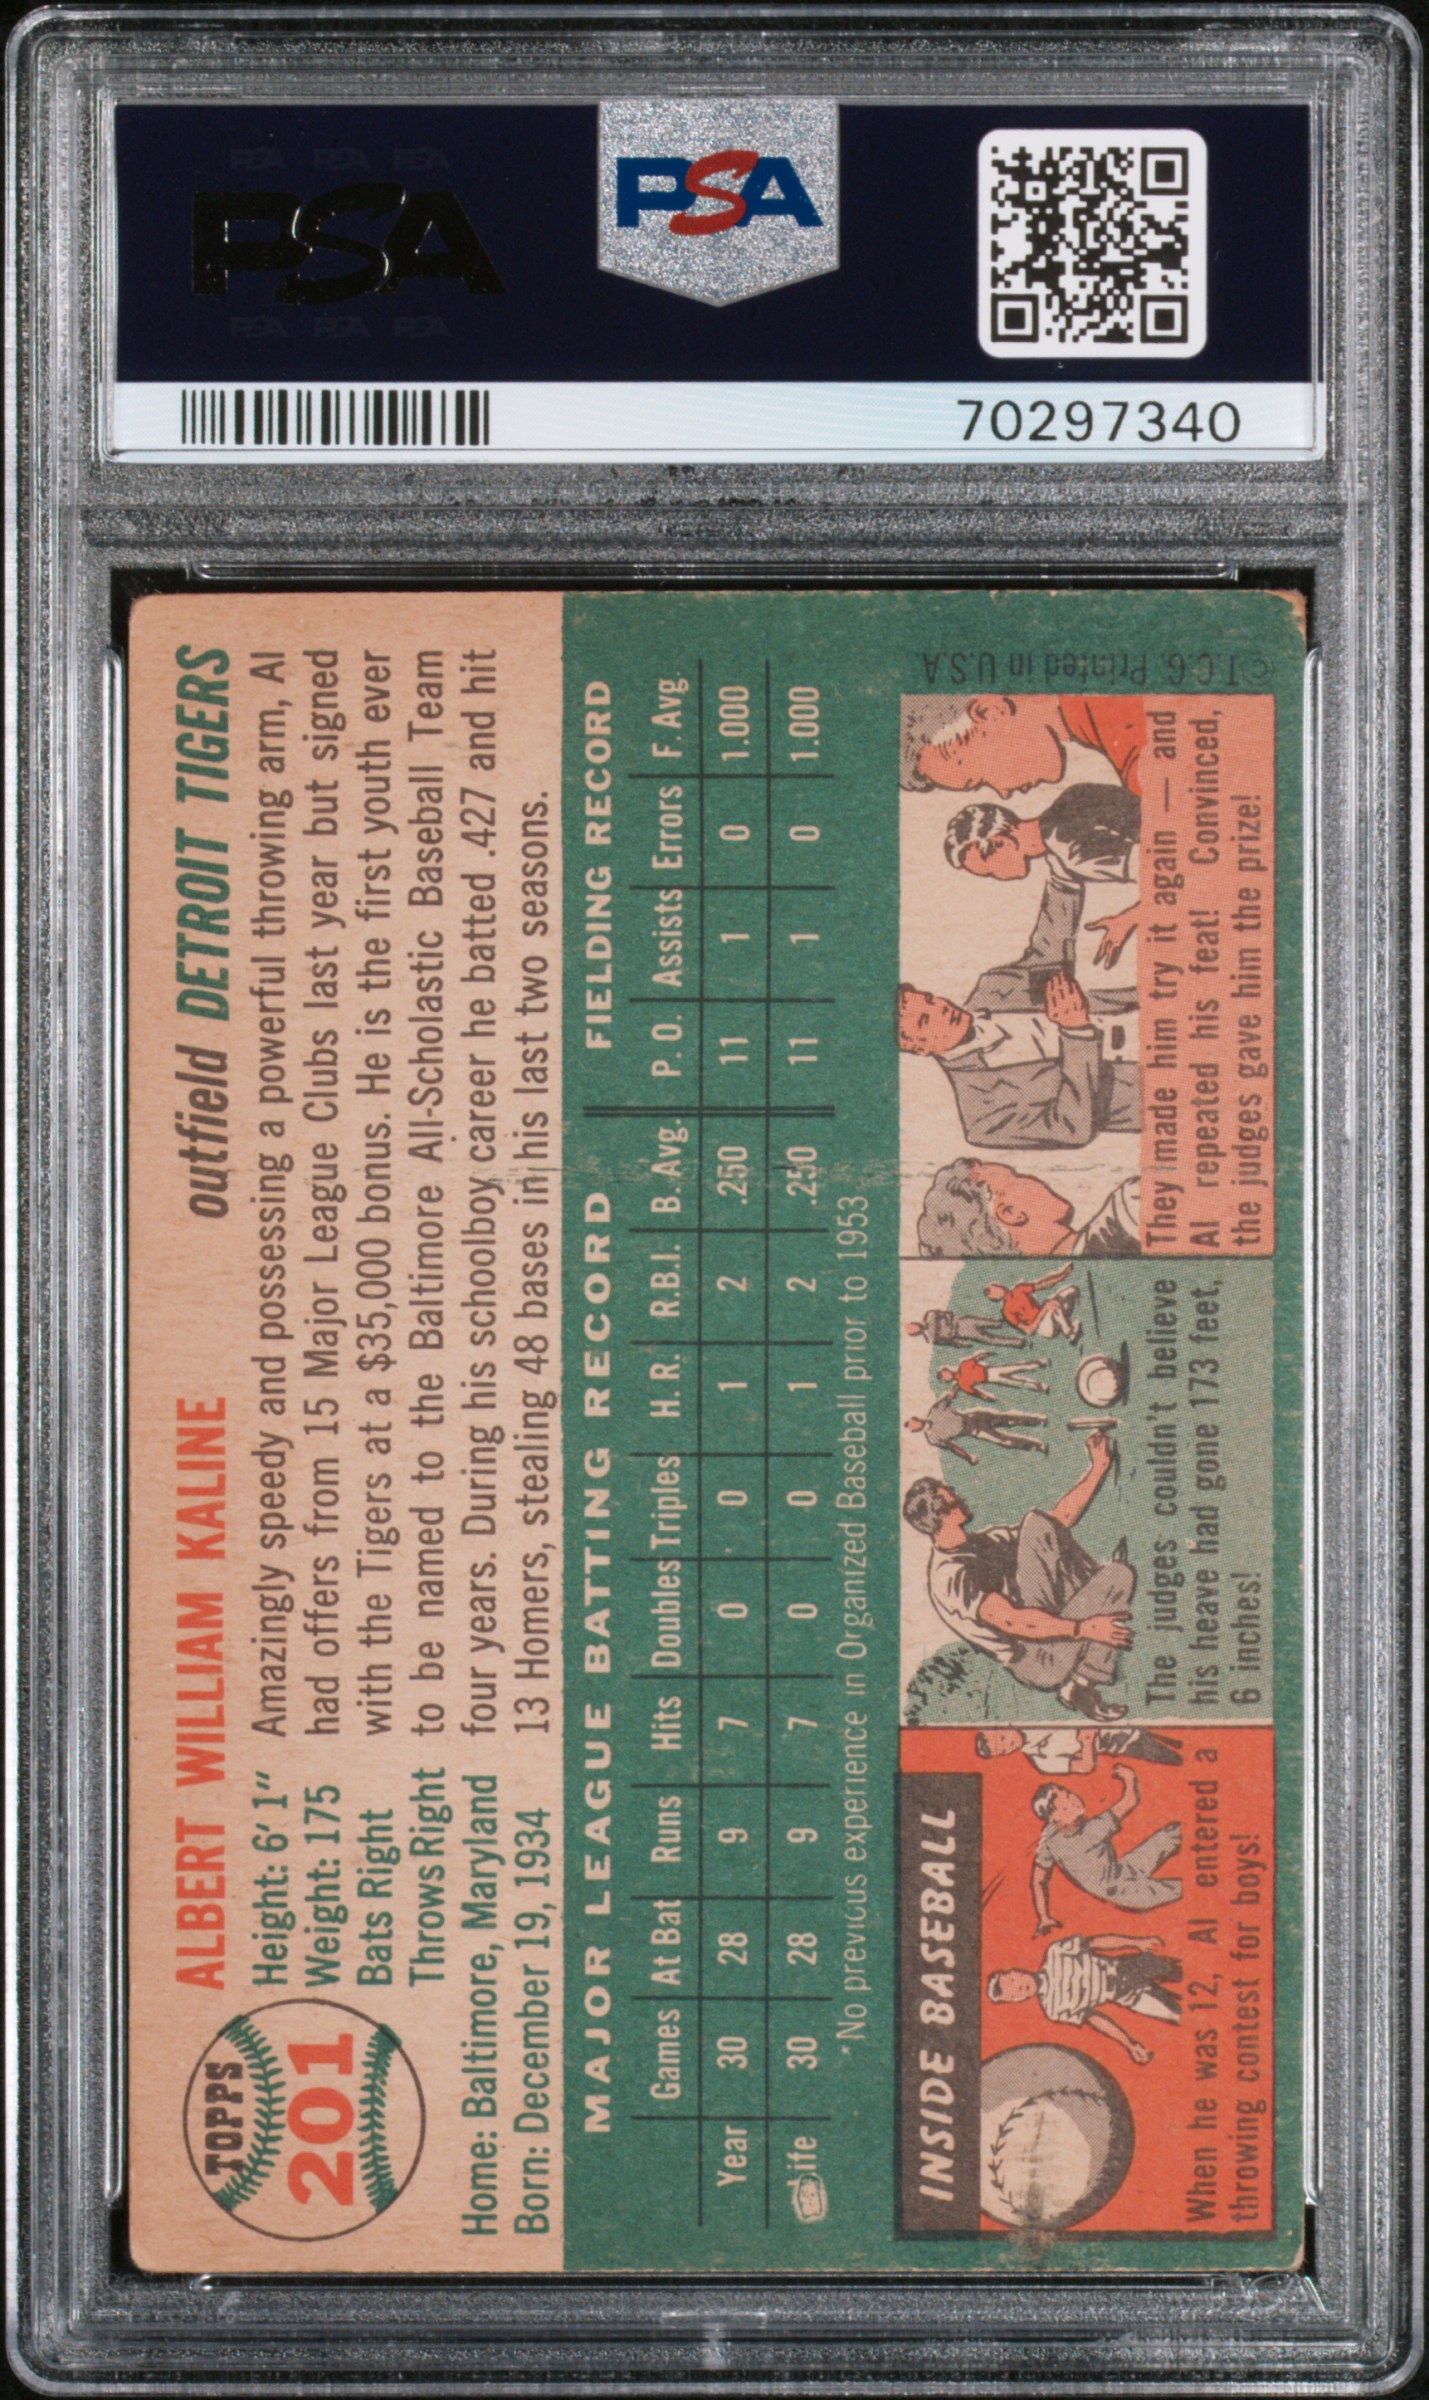 PSA PSA PSA
PSA
PSA PSA PSA
PSA
70297340
TOPPS
201
ALBERT WILLIAM KALINE
outfield DETROIT TIGERS
Height: 6' 1"
Weight: 175
Bats Right
Throws Right
Home: Baltimore, Maryland
Born: December 19, 1934
Amazingly speedy and possessing a powerful throwing arm, Al
had offers from 15 Major League Clubs last year but signed
with the Tigers at a $35,000 bonus. He is the first youth ever
to be named to the Baltimore All-Scholastic Baseball Team
four years. During his schoolboy career he batted .427 and hit
13 Homers, stealing 48 bases in his last two seasons.
MAJOR LEAGUE BATTING RECORD FIELDING RECORD
Games At Bat Runs Hits Doubles Triples H.R. R.B.I. B. Avg. P.O. Assists Errors F. Avg.
Year 30 28 9 7 0 0 1 2 .250 11 1 0 1.000
Life 30 28 9 7 0 0 1 2 .250 11 1 0 1.000
*No previous experience in Organized Baseball prior to 1953
INSIDE BASEBALL
When he was 12, Al entered a
throwing contest for boys!
The judges couldn't believe
his heave had gone 173 feet,
6 inches!
They made him try it again — and
Al repeated his feat! Convinced,
the judges gave him the prize!
© T.C.G. Printed in U.S.A